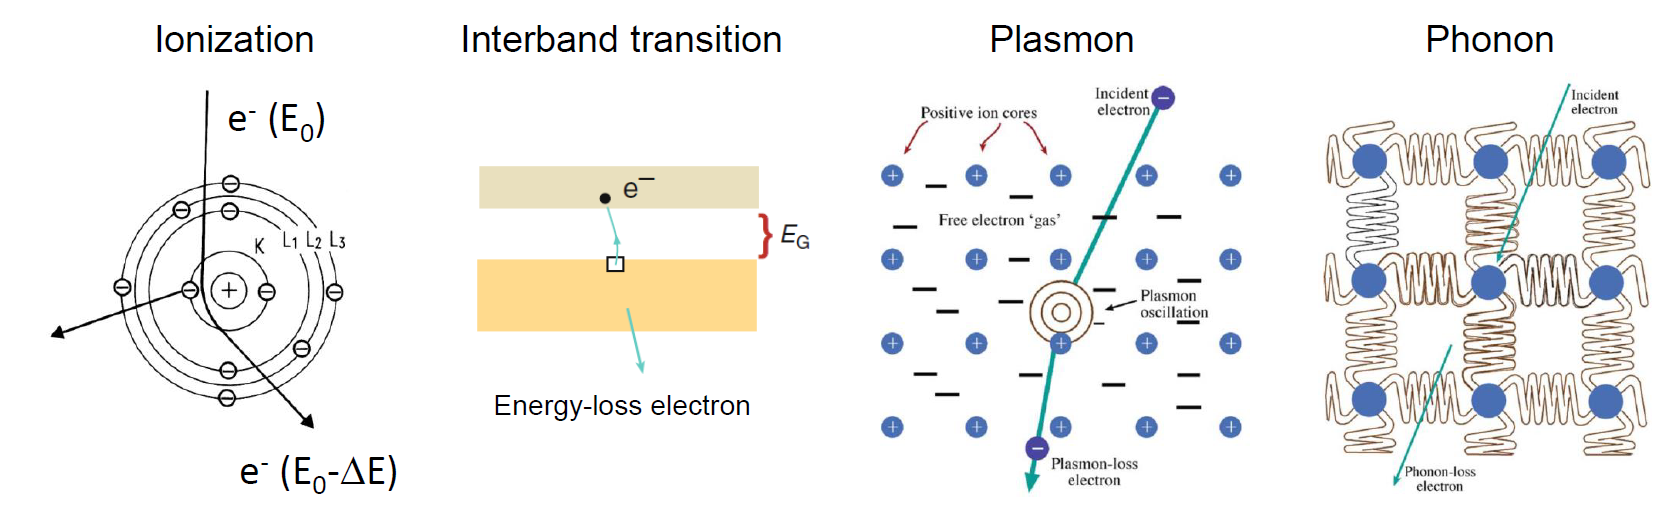 Ionization
e⁻ (E₀)
K L₁ L₂ L₃
+
e⁻ (E₀-ΔE)
Interband transition
e⁻
E_G
Energy-loss electron
Plasmon
Incident
electron
Positive ion cores
Free electron ‘gas’
Plasmon
oscillation
Plasmon-loss
electron
Phonon
Incident
electron
Phonon-loss
electron